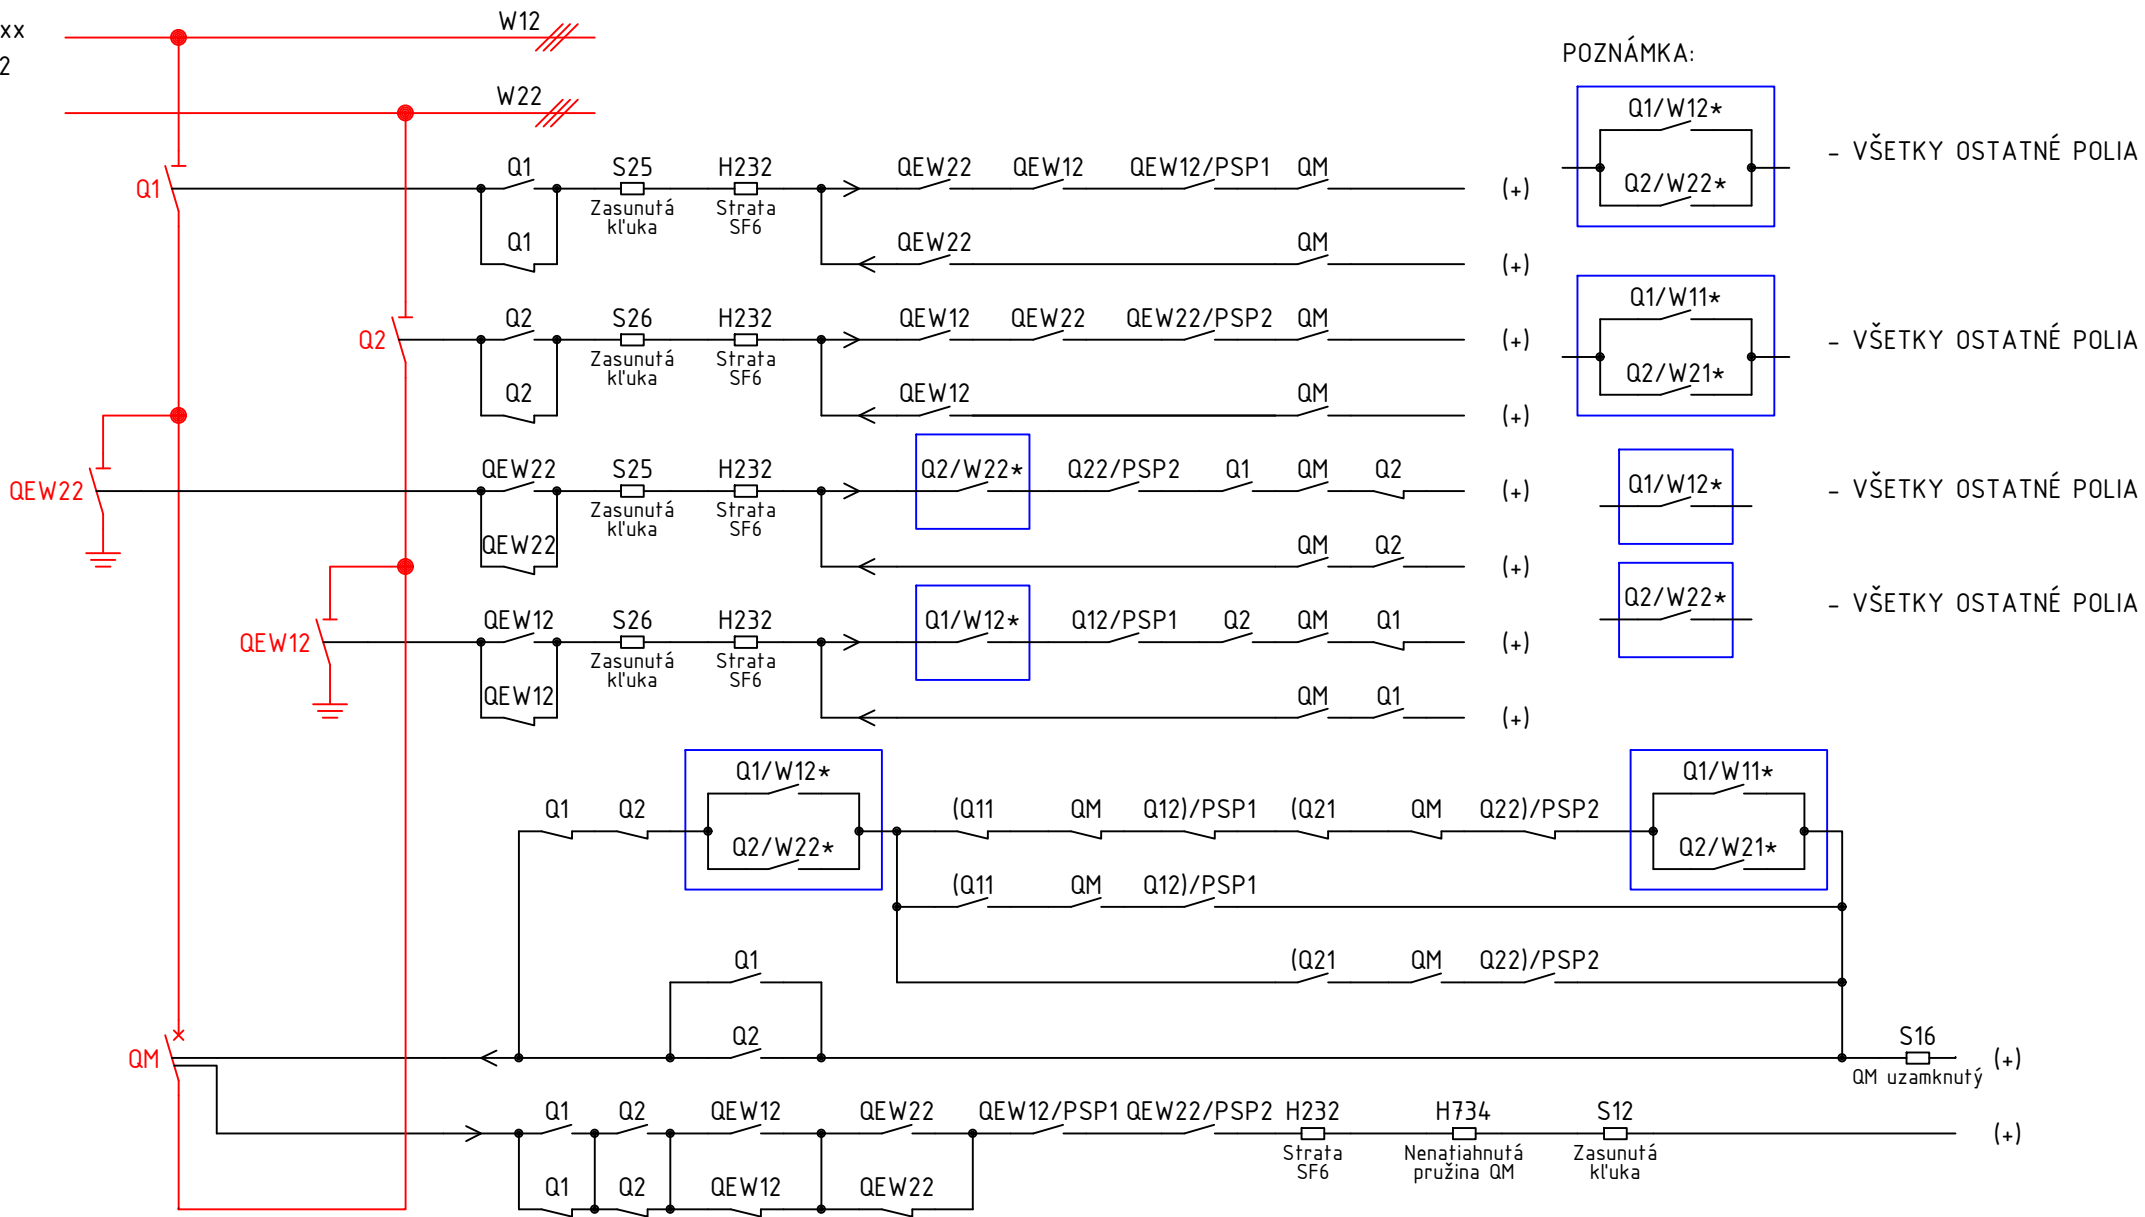 xx W12
2 POZNÁMKA:
W22
Q1/W12*
Q2/W22*
- VŠETKY OSTATNÉ POLIA
Q1 Q1 S25 H232 QEW22 QEW12 QEW12/PSP1 QM (+)
Zasunutá Strata
kľuka SF6
Q1 QEW22 QM (+)
Q1/W11*
Q2/W21*
- VŠETKY OSTATNÉ POLIA
Q2 Q2 S26 H232 QEW12 QEW22 QEW22/PSP2 QM (+)
Zasunutá Strata
kľuka SF6
Q2 QEW12 QM (+)
QEW22 QEW22 S25 H232 Q2/W22* Q22/PSP2 Q1 QM Q2 (+) Q1/W12* - VŠETKY OSTATNÉ POLIA
Zasunutá Strata
kľuka SF6
QEW22 QM Q2 (+)
Q2/W22* - VŠETKY OSTATNÉ POLIA
QEW12 QEW12 S26 H232 Q1/W12* Q12/PSP1 Q2 QM Q1 (+)
Zasunutá Strata
kľuka SF6
QEW12 QM Q1 (+)
Q1/W12* Q1/W11*
Q1 Q2 (Q11 QM Q12)/PSP1 (Q21 QM Q22)/PSP2
Q2/W22* Q2/W21*
(Q11 QM Q12)/PSP1
Q1 (Q21 QM Q22)/PSP2
QM Q2 S16 (+)
QM uzamknutý
Q1 Q2 QEW12 QEW22 QEW12/PSP1 QEW22/PSP2 H232 H734 S12 (+)
Strata Nenatiahnutá Zasunutá
SF6 pružina QM kľuka
Q1 Q2 QEW12 QEW22